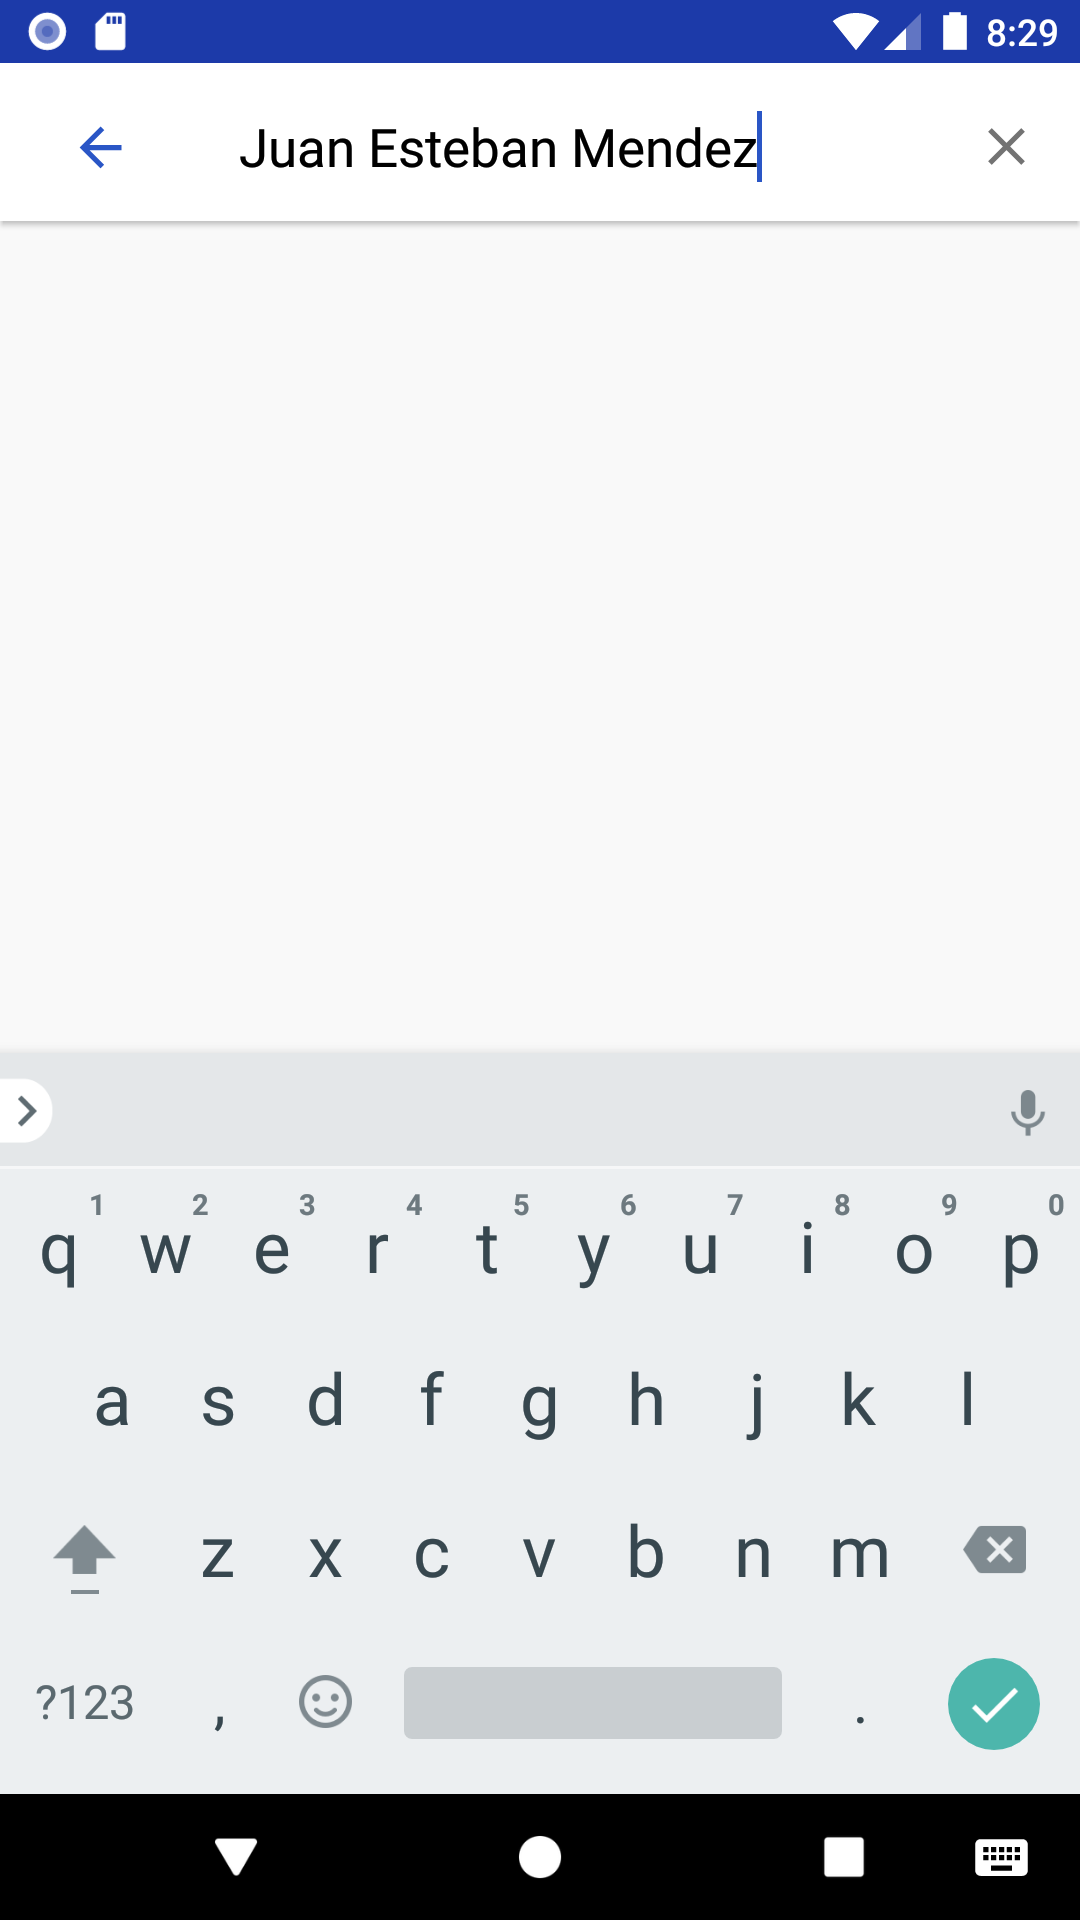 8:29
Juan Esteban Mendez
1 2 3 4 5 6 7 8 9 0
q w e r t y u i o p
a s d f g h j k l
z x c v b n m
?123 , .